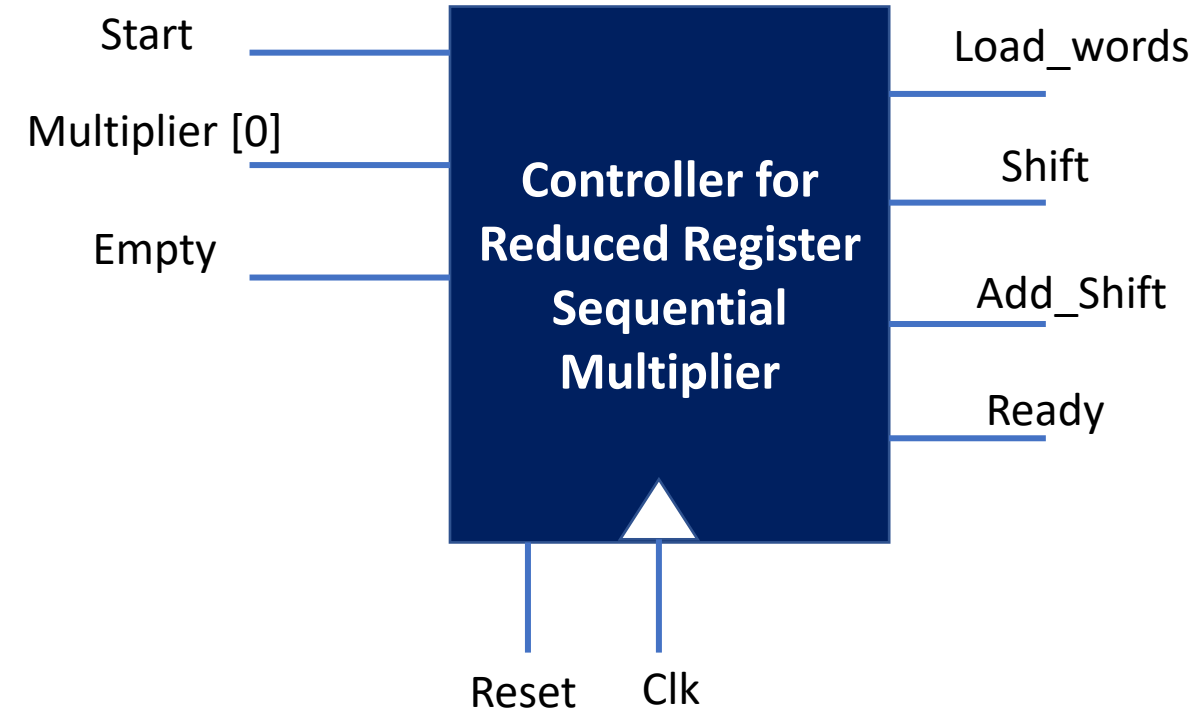 Start
Multiplier [0]
Empty
Controller for
Reduced Register
Sequential
Multiplier
Load_words
Shift
Add_Shift
Ready
Reset
Clk